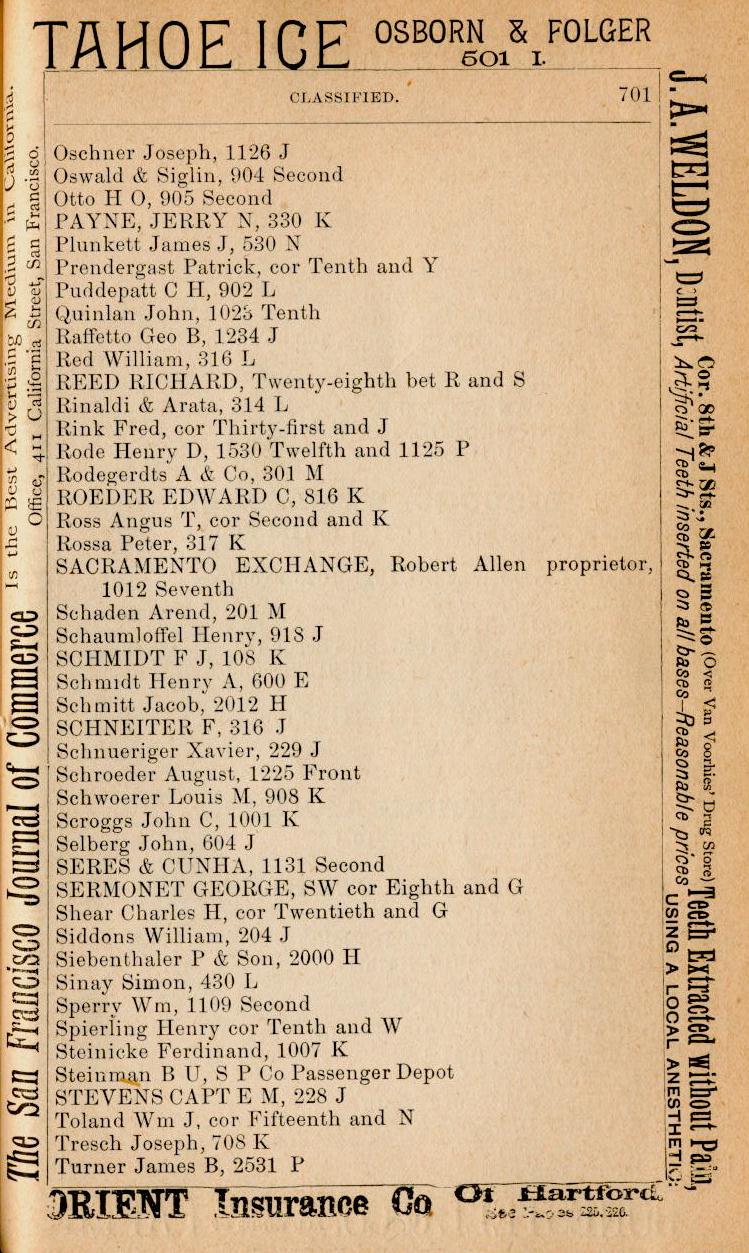 TAHOE ICE OSBORN & FOLGER
501 I.
CLASSIFIED. 701
Oschner Joseph, 1126 J
Oswald & Siglin, 904 Second
Otto H O, 905 Second
PAYNE, JERRY N, 330 K
Plunkett James J, 530 N
Prendergast Patrick, cor Tenth and Y
Puddepatt C H, 902 L
Quinlan John, 1025 Tenth
Raffetto Geo B, 1234 J
Red William, 316 L
REED RICHARD, Twenty-eighth bet R and S
Rinaldi & Arata, 314 L
Rink Fred, cor Thirty-first and J
Rode Henry D, 1530 Twelfth and 1125 P
Rodegerdts A & Co, 301 M
ROEDER EDWARD C, 816 K
Ross Angus T, cor Second and K
Rossa Peter, 317 K
SACRAMENTO EXCHANGE, Robert Allen proprietor,
1012 Seventh
Schaden Arend, 201 M
Schaumloffel Henry, 918 J
SCHMIDT F J, 108 K
Schmidt Henry A, 600 E
Schmitt Jacob, 2012 H
SCHNEITER F, 316 J
Schnueriger Xavier, 229 J
Schroeder August, 1225 Front
Schwoerer Louis M, 908 K
Scroggs John C, 1001 K
Selberg John, 604 J
SERES & CUNHA, 1131 Second
SERMONET GEORGE, SW cor Eighth and G
Shear Charles H, cor Twentieth and G
Siddons William, 204 J
Siebenthaler P & Son, 2000 H
Sinay Simon, 430 L
Sperry Wm, 1109 Second
Spierling Henry cor Tenth and W
Steinicke Ferdinand, 1007 K
Steinman B U, S P Co Passenger Depot
STEVENS CAPT E M, 228 J
Toland Wm J, cor Fifteenth and N
Tresch Joseph, 708 K
Turner James B, 2531 P
The San Francisco Journal of Commerce Is the Best Advertising Medium in California.
Office, 411 California Street, San Francisco.
J. A. WELDON, Dentist, Cor. 8th & J Sts., Sacramento (Over Van Voorhies' Drug Store) Teeth Extracted without Pain,
Artificial Teeth inserted on all bases—Reasonable prices USING A LOCAL ANESTHETIC.
ORIENT Insurance Co Of Hartford.
See Pages 225, 226.